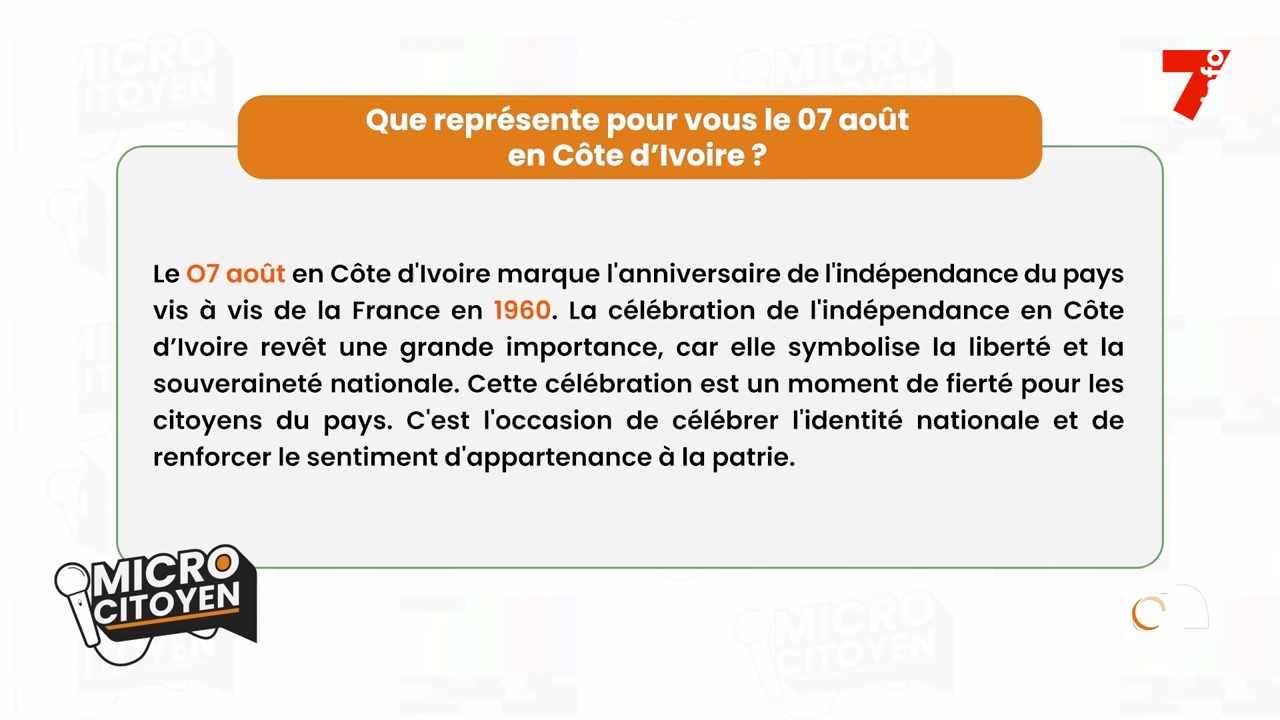 7
fo
Que représente pour vous le 07 août
en Côte d’Ivoire ?
Le O7 août en Côte d'Ivoire marque l'anniversaire de l'indépendance du pays
vis à vis de la France en 1960. La célébration de l'indépendance en Côte
d’Ivoire revêt une grande importance, car elle symbolise la liberté et la
souveraineté nationale. Cette célébration est un moment de fierté pour les
citoyens du pays. C'est l'occasion de célébrer l'identité nationale et de
renforcer le sentiment d'appartenance à la patrie.
MICRO
CITOYEN